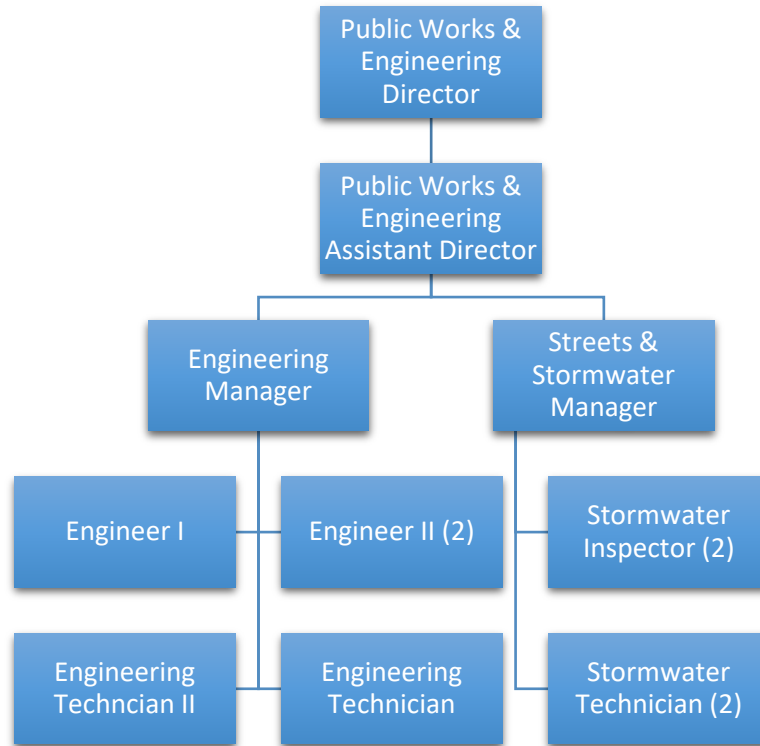 Public Works &
Engineering
Director
Public Works &
Engineering
Assistant Director
Engineering
Manager
Streets &
Stormwater
Manager
Engineer I
Engineer II (2)
Stormwater
Inspector (2)
Engineering
Techncian II
Engineering
Technician
Stormwater
Technician (2)